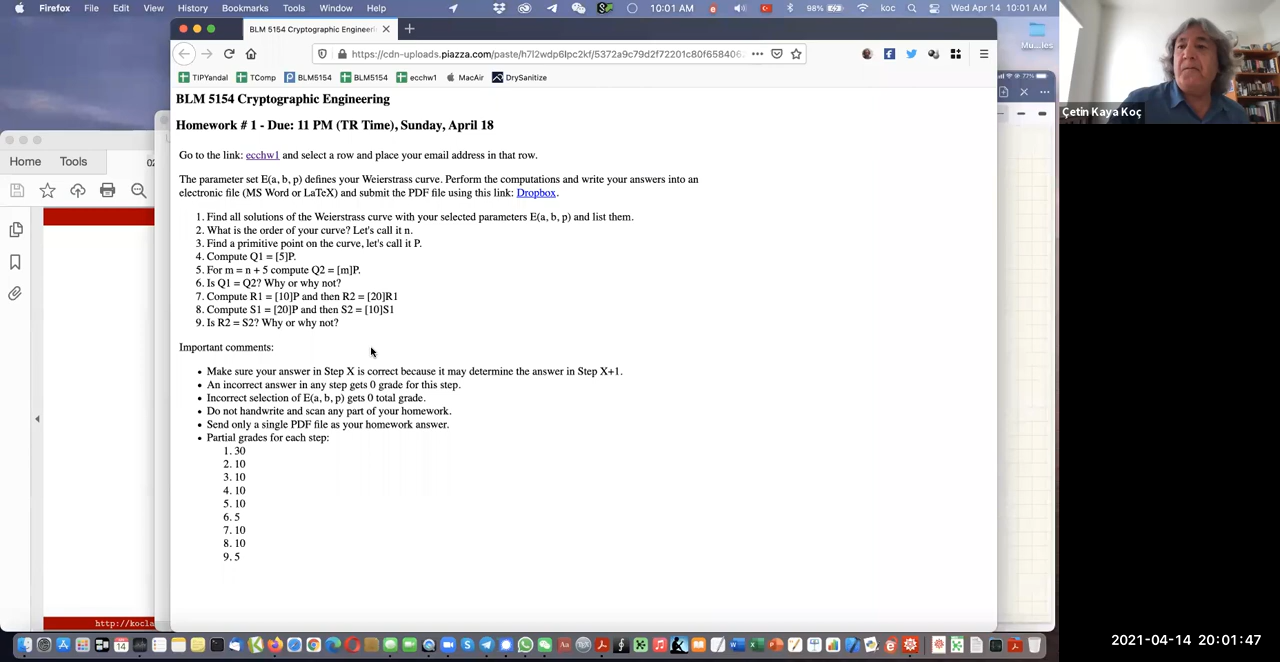 Firefox File Edit View History Bookmarks Tools Window Help 10:01 AM 98% koc Wed Apr 14 10:01 AM
BLM 5154 Cryptographic Engineeri
https://cdn-uploads.piazza.com/paste/h7l2wdp6lpc2kf/5372a9c79d2f72201c80f658406
TIPYandal TComp BLM5154 BLM5154 ecchw1 MacAir DrySanitize
Mu...les
77%
Çetin Kaya Koç
Home Tools 02
BLM 5154 Cryptographic Engineering
Homework # 1 - Due: 11 PM (TR Time), Sunday, April 18
Go to the link: ecchw1 and select a row and place your email address in that row.
The parameter set E(a, b, p) defines your Weierstrass curve. Perform the computations and write your answers into an
electronic file (MS Word or LaTeX) and submit the PDF file using this link: Dropbox.
1. Find all solutions of the Weierstrass curve with your selected parameters E(a, b, p) and list them.
2. What is the order of your curve? Let's call it n.
3. Find a primitive point on the curve, let's call it P.
4. Compute Q1 = [5]P.
5. For m = n + 5 compute Q2 = [m]P.
6. Is Q1 = Q2? Why or why not?
7. Compute R1 = [10]P and then R2 = [20]R1
8. Compute S1 = [20]P and then S2 = [10]S1
9. Is R2 = S2? Why or why not?
Important comments:
• Make sure your answer in Step X is correct because it may determine the answer in Step X+1.
• An incorrect answer in any step gets 0 grade for this step.
• Incorrect selection of E(a, b, p) gets 0 total grade.
• Do not handwrite and scan any part of your homework.
• Send only a single PDF file as your homework answer.
• Partial grades for each step:
1. 30
2. 10
3. 10
4. 10
5. 10
6. 5
7. 10
8. 10
9. 5
http://kocla
2021-04-14 20:01:47